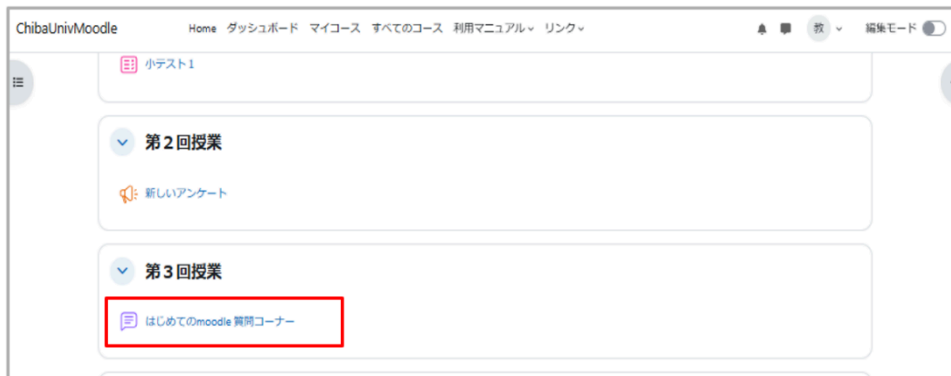 ChibaUnivMoodle Home ダッシュボード マイコース すべてのコース 利用マニュアル リンク 教 編集モード
小テスト1
第2回授業
新しいアンケート
第3回授業
はじめてのmoodle 質問コーナー